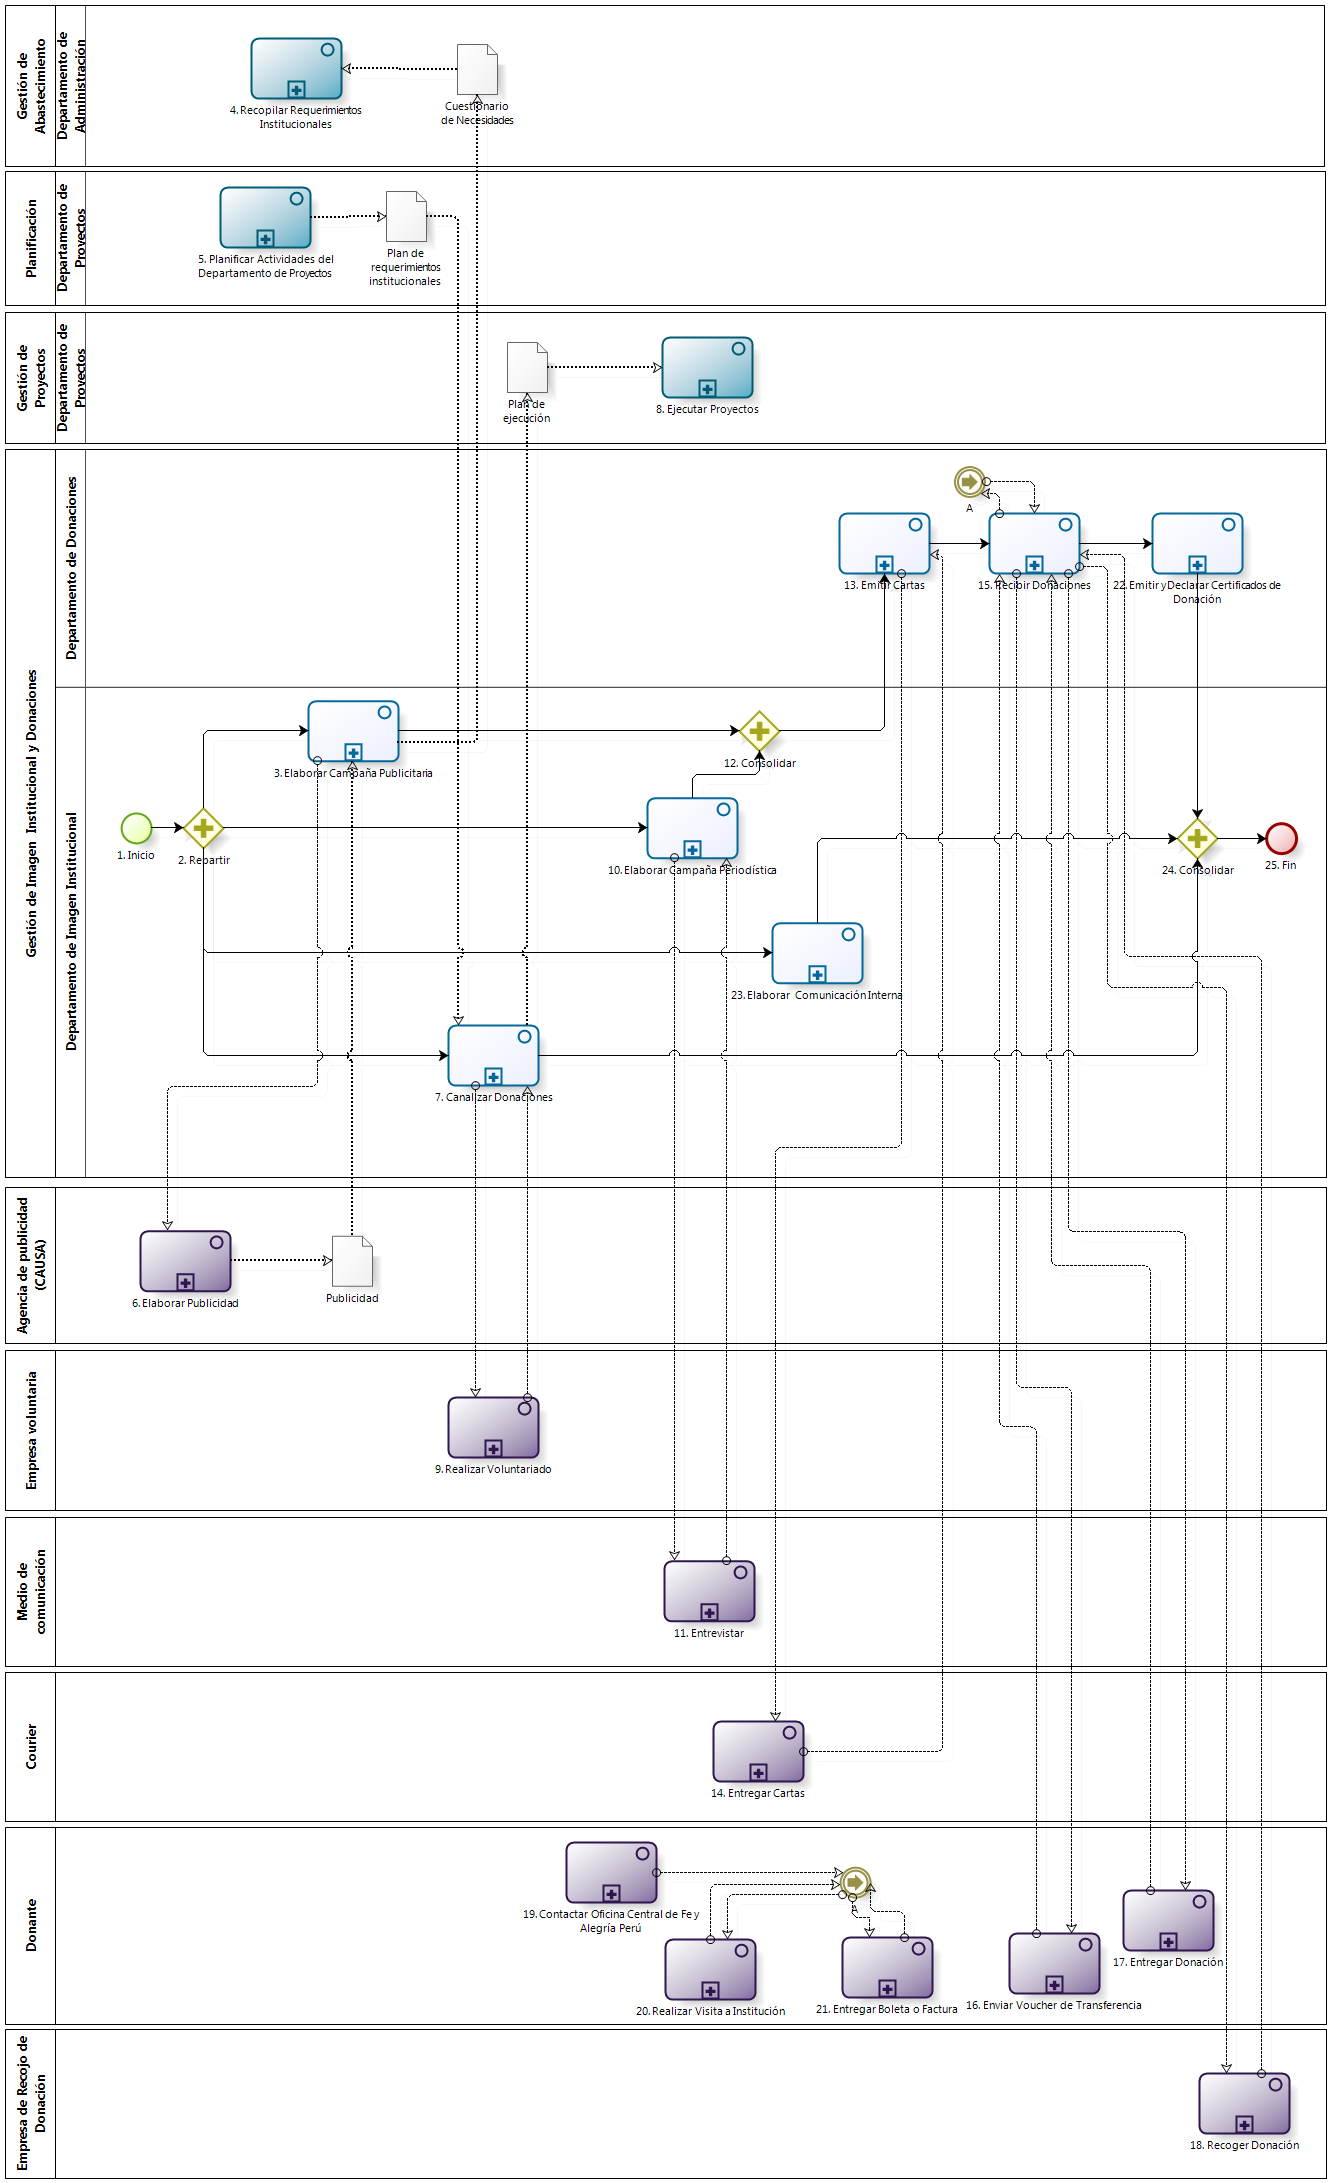 Gestión de
Abastecimiento
Departamento de
Administración
4. Recopilar Requerimientos
Institucionales
Cuestionario
de Necesidades
Planificación
Departamento de
Proyectos
5. Planificar Actividades del
Departamento de Proyectos
Plan de
requerimientos
institucionales
Gestión de
Proyectos
Departamento de
Proyectos
Plan de
ejecución
8. Ejecutar Proyectos
Gestión de Imagen Institucional y Donaciones
Departamento de Donaciones
A
13. Emitir Cartas
15. Recibir Donaciones
22. Emitir y Declarar Certificados de
Donación
Departamento de Imagen Institucional
3. Elaborar Campaña Publicitaria
12. Consolidar
1. Inicio
2. Repartir
10. Elaborar Campaña Periodística
24. Consolidar
25. Fin
23. Elaborar Comunicación Interna
7. Canalizar Donaciones
Agencia de publicidad
(CAUSA)
6. Elaborar Publicidad
Publicidad
Empresa voluntaria
9. Realizar Voluntariado
Medio de
comunicación
11. Entrevistar
Courier
14. Entregar Cartas
Donante
19. Contactar Oficina Central de Fe y
Alegría Perú
A
20. Realizar Visita a Institución
21. Entregar Boleta o Factura
16. Enviar Voucher de Transferencia
17. Entregar Donación
Empresa de Recojo de
Donación
18. Recoger Donación